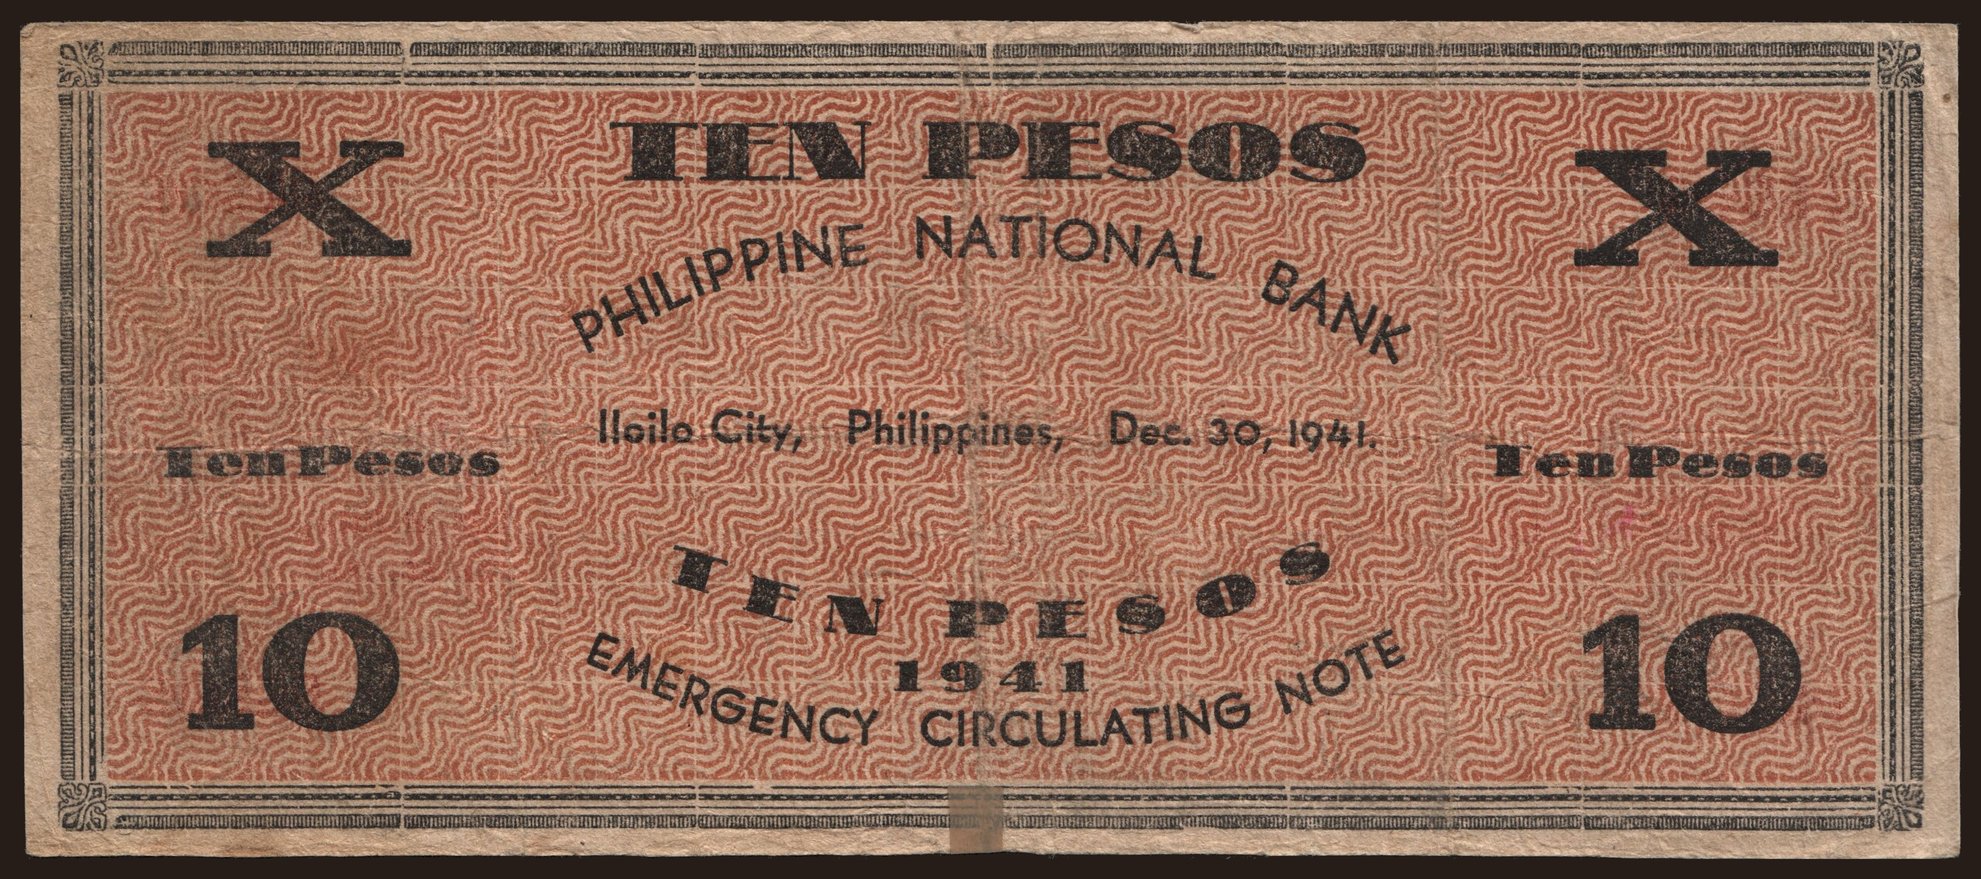 X TEN PESOS X
PHILIPPINE NATIONAL BANK
Iloilo City, Philippines, Dec. 30, 1941.
Ten Pesos Ten Pesos
TEN PESOS
1941
EMERGENCY CIRCULATING NOTE
10 10